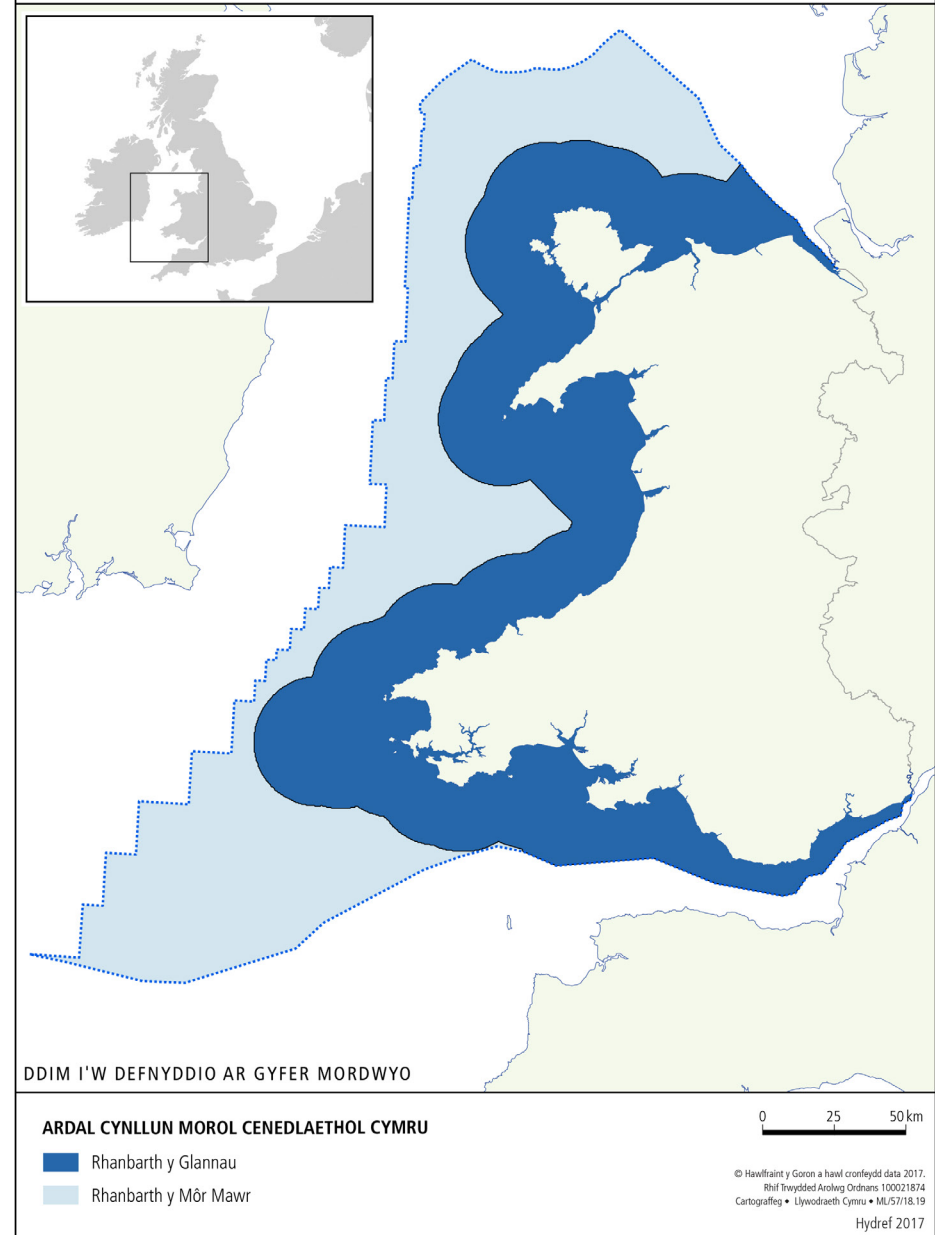 DDIM I'W DEFNYDDIO AR GYFER MORDWYO
ARDAL CYNLLUN MOROL CENEDLAETHOL CYMRU
Rhanbarth y Glannau
Rhanbarth y Môr Mawr
0 25 50 km
© Hawlfraint y Goron a hawl cronfeydd data 2017.
Rhif Trwydded Arolwg Ordnans 100021874
Cartograffeg ◆ Llywodraeth Cymru ◆ ML/57/18.19
Hydref 2017